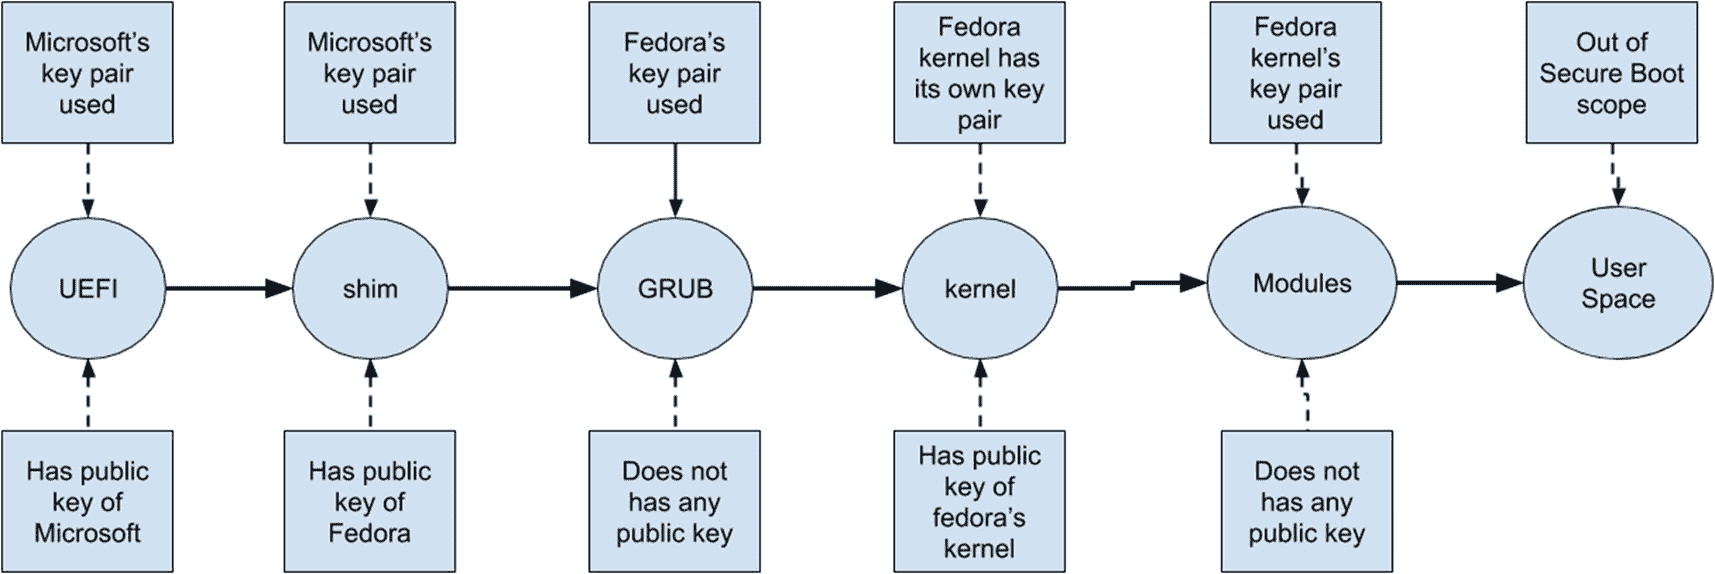 Microsoft's
key pair
used
Microsoft's
key pair
used
Fedora's
key pair
used
Fedora
kernel has
its own key
pair
Fedora
kernel's
key pair
used
Out of
Secure Boot
scope
UEFI
shim
GRUB
kernel
Modules
User
Space
Has public
key of
Microsoft
Has public
key of
Fedora
Does not
has any
public key
Has public
key of
fedora's
kernel
Does not
has any
public key